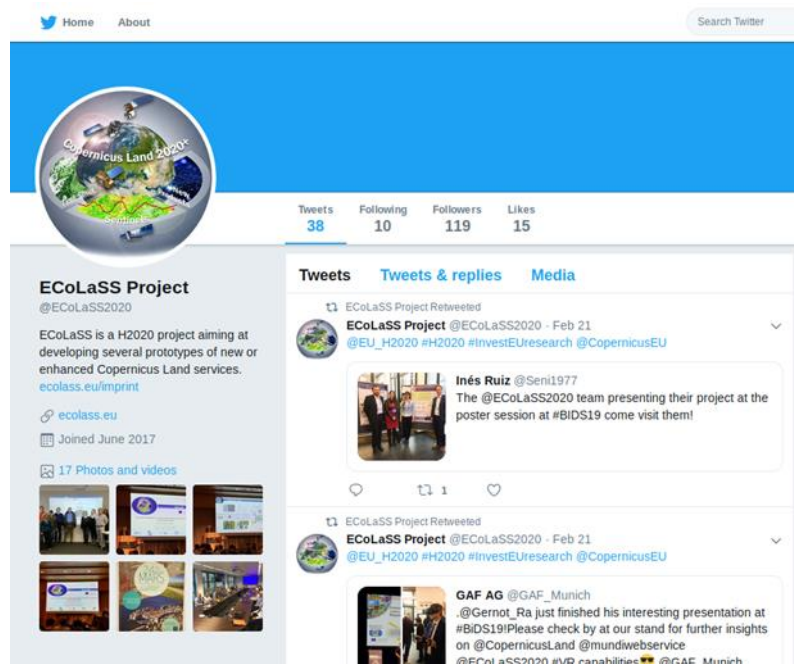 Home About
Search Twitter
Copernicus Land 2020+
Sentinels
Tweets Following Followers Likes
38 10 119 15
ECoLaSS Project
@ECoLaSS2020
ECoLaSS is a H2020 project aiming at
developing several prototypes of new or
enhanced Copernicus Land services.
ecolass.eu/imprint
ecolass.eu
Joined June 2017
17 Photos and videos
MARS
Tweets Tweets & replies Media
ECoLaSS Project Retweeted
ECoLaSS Project @ECoLaSS2020 · Feb 21
@EU_H2020 #H2020 #InvestEUresearch @CopernicusEU
Inés Ruiz @Seni1977
The @ECoLaSS2020 team presenting their project at the
poster session at #BIDS19 come visit them!
1
ECoLaSS Project Retweeted
ECoLaSS Project @ECoLaSS2020 · Feb 21
@EU_H2020 #H2020 #InvestEUresearch @CopernicusEU
GAF AG @GAF_Munich
.@Gernot_Ra just finished his interesting presentation at
#BiDS19!Please check by at our stand for further insights
on @CopernicusLand @mundiwebservice
@ECoLaSS2020 #VR capabilities😎 @GAF_Munich